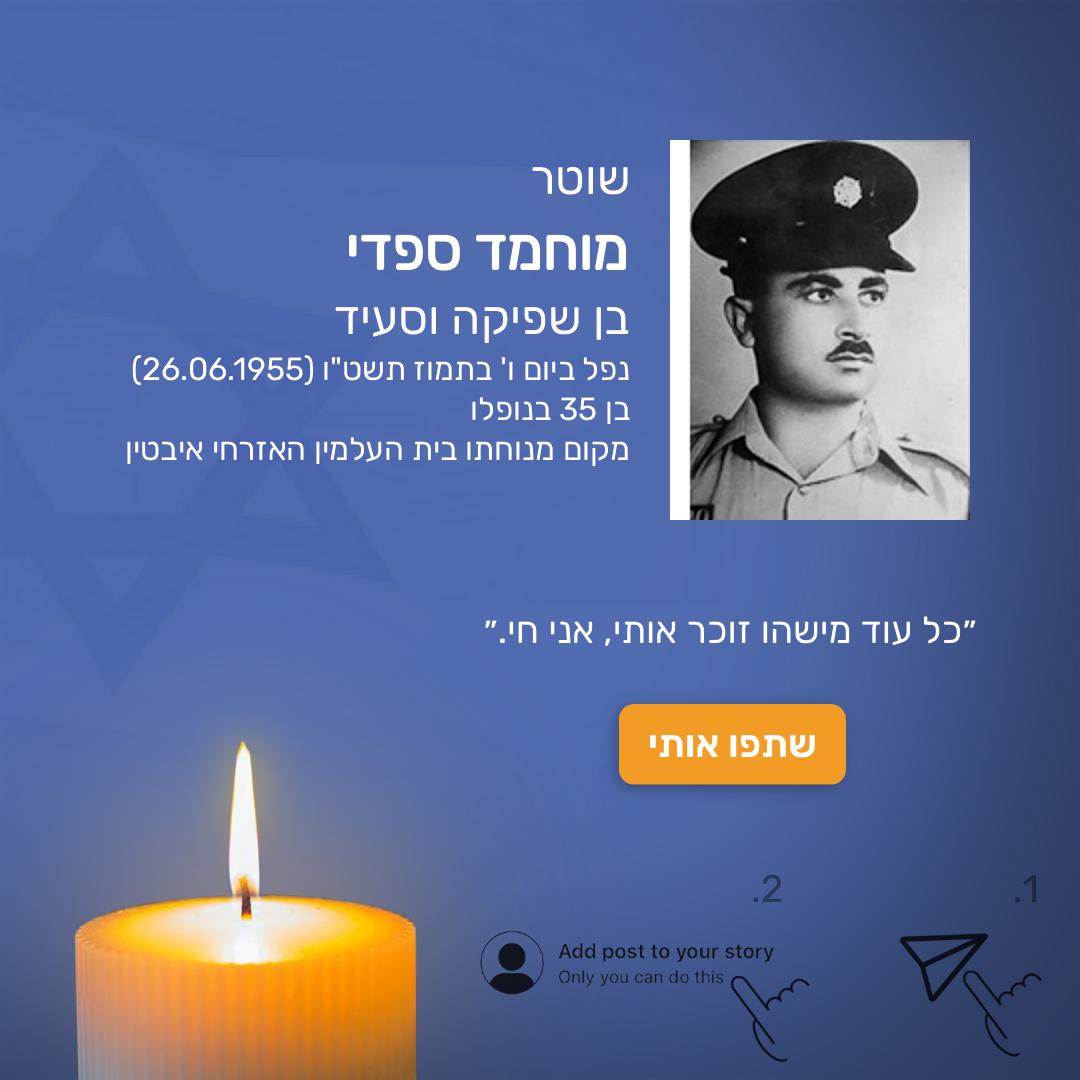 שוטר
מוחמד ספדי
בן שפיקה וסעיד
נפל ביום ו' בתמוז תשט"ו (26.06.1955)
בן 35 בנופלו
מקום מנוחתו בית העלמין האזרחי איבטין
״כל עוד מישהו זוכר אותי, אני חי.״
שתפו אותי
1.
2.
Add post to your story
Only you can do this